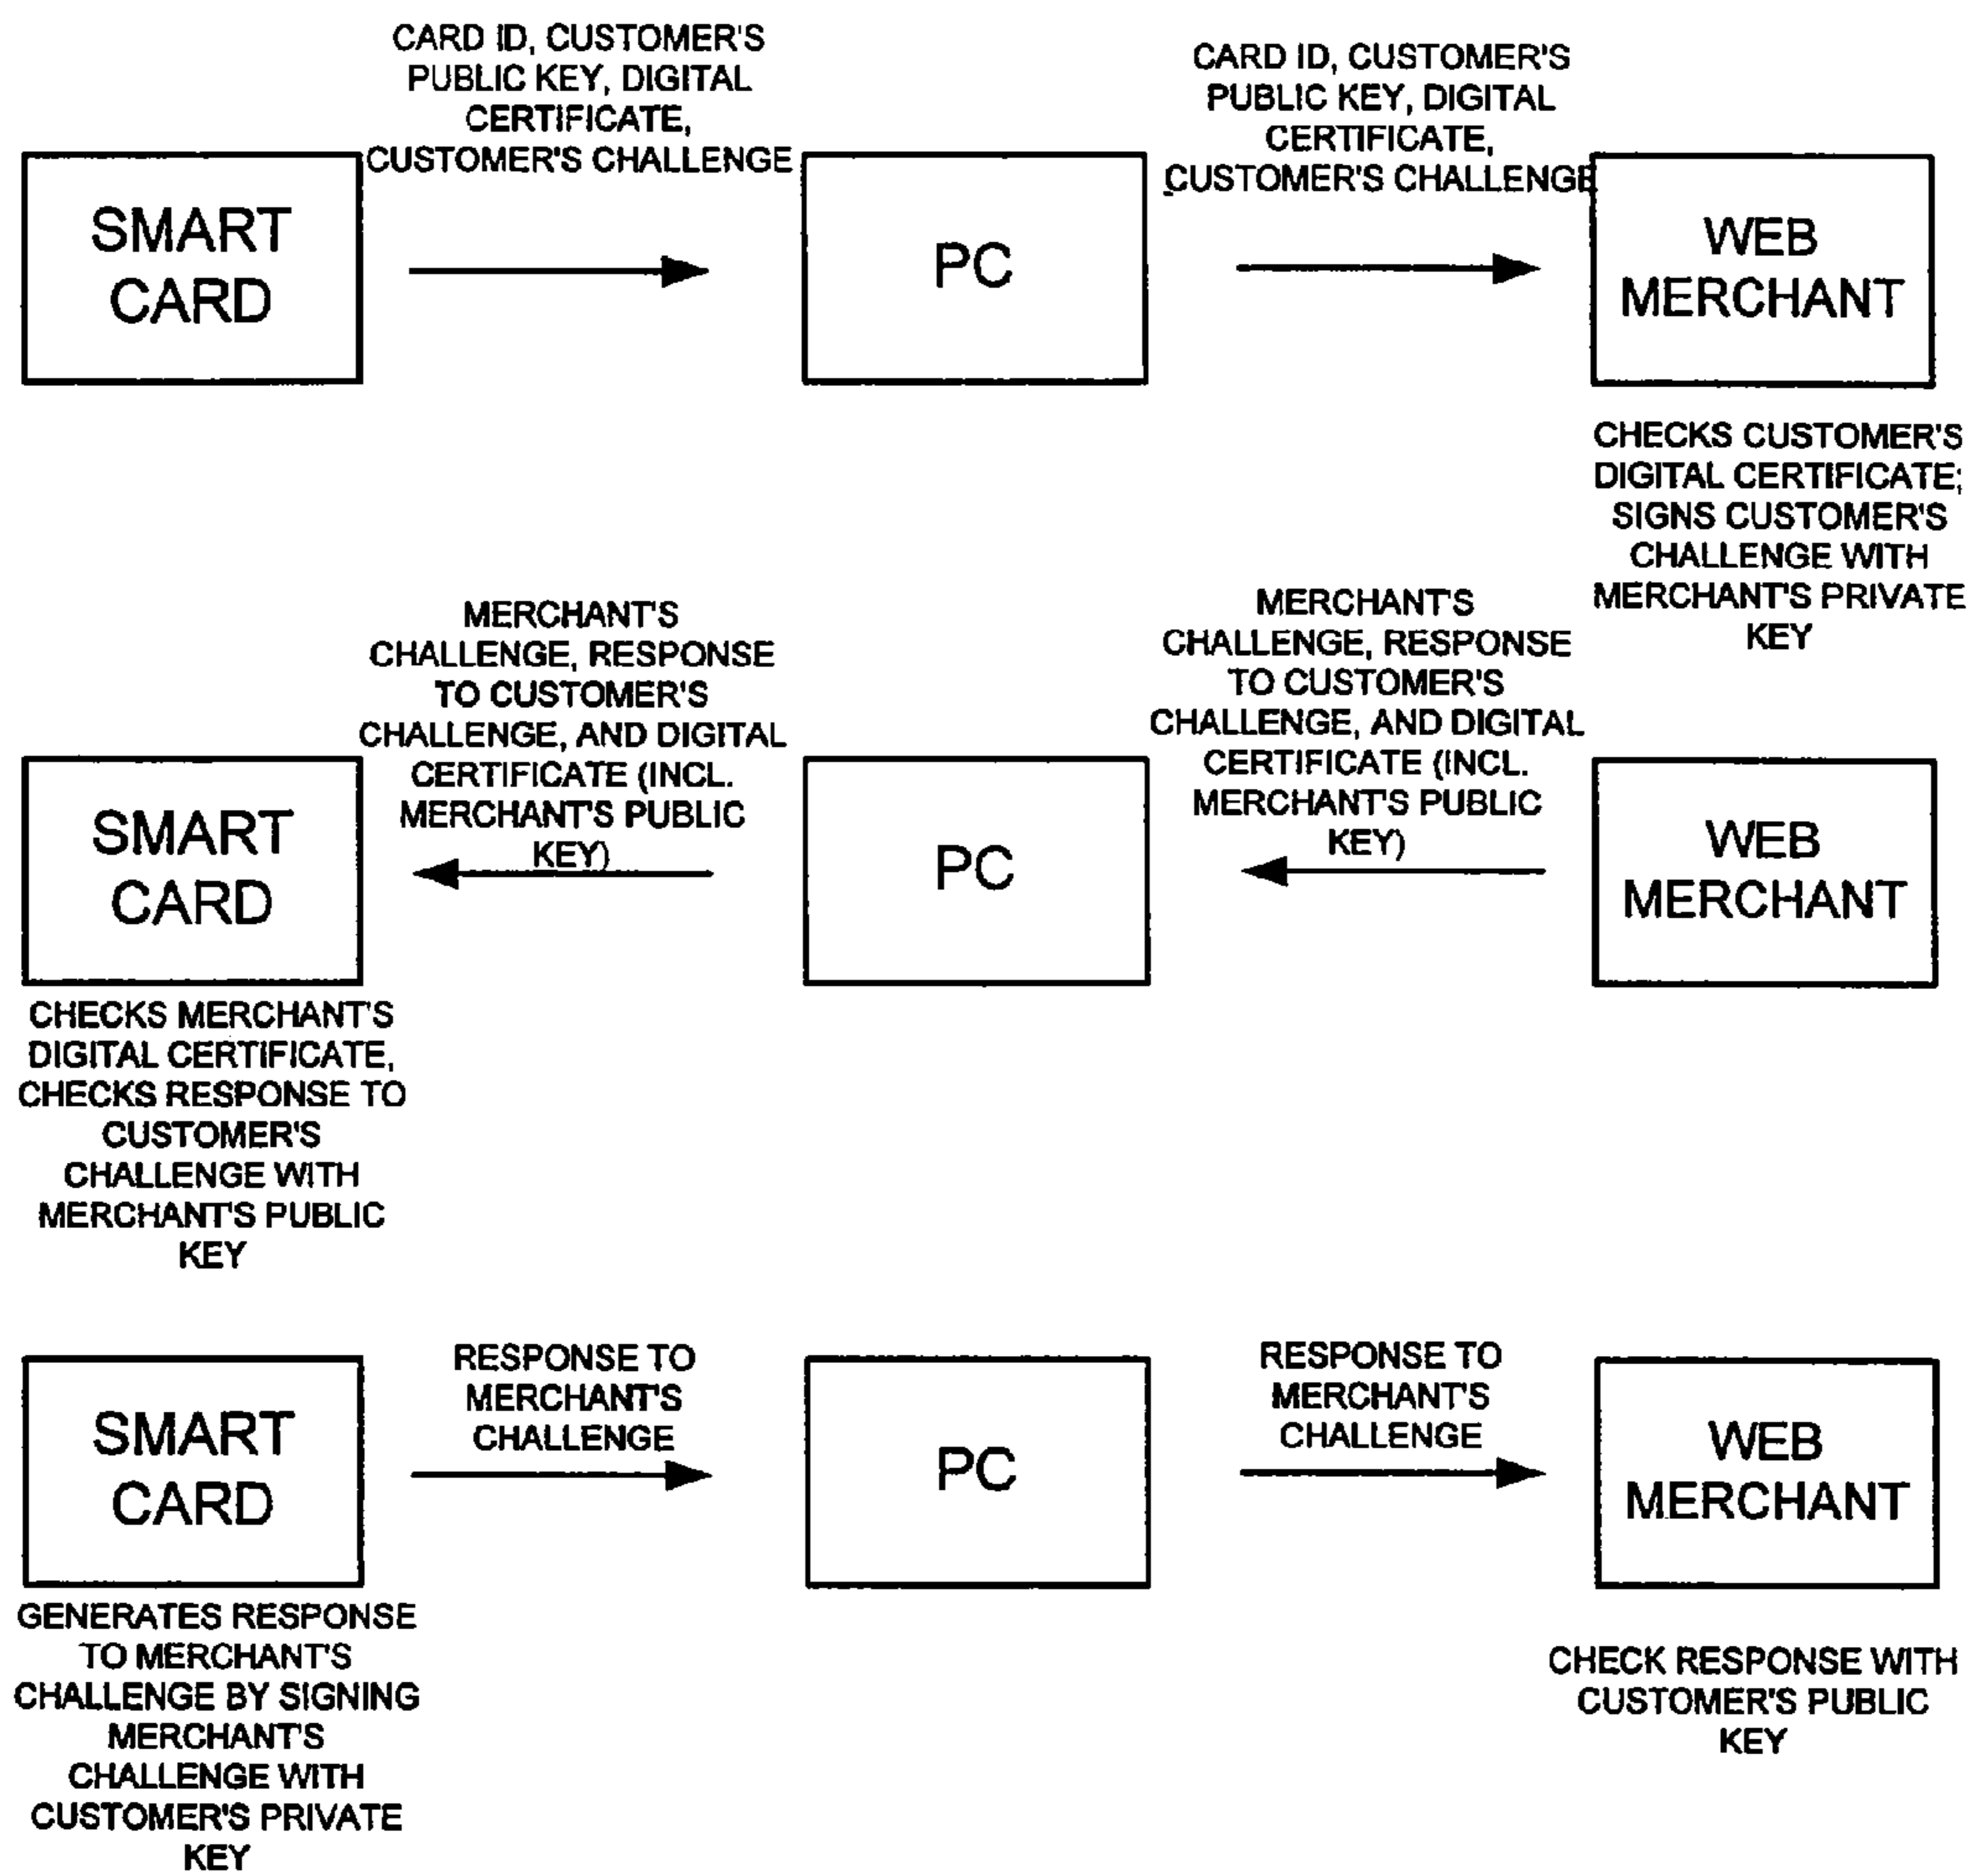 CARD ID, CUSTOMER'S
PUBLIC KEY, DIGITAL
CERTIFICATE,
CUSTOMER'S CHALLENGE
CARD ID, CUSTOMER'S
PUBLIC KEY, DIGITAL
CERTIFICATE,
CUSTOMER'S CHALLENGE
SMART
CARD
PC
WEB
MERCHANT
CHECKS CUSTOMER'S
DIGITAL CERTIFICATE;
SIGNS CUSTOMER'S
CHALLENGE WITH
MERCHANT'S PRIVATE
KEY
MERCHANT'S
CHALLENGE, RESPONSE
TO CUSTOMER'S
CHALLENGE, AND DIGITAL
CERTIFICATE (INCL.
MERCHANT'S PUBLIC
KEY)
MERCHANT'S
CHALLENGE, RESPONSE
TO CUSTOMER'S
CHALLENGE, AND DIGITAL
CERTIFICATE (INCL.
MERCHANT'S PUBLIC
KEY)
SMART
CARD
PC
WEB
MERCHANT
CHECKS MERCHANT'S
DIGITAL CERTIFICATE,
CHECKS RESPONSE TO
CUSTOMER'S
CHALLENGE WITH
MERCHANT'S PUBLIC
KEY
RESPONSE TO
MERCHANT'S
CHALLENGE
RESPONSE TO
MERCHANT'S
CHALLENGE
SMART
CARD
PC
WEB
MERCHANT
GENERATES RESPONSE
TO MERCHANT'S
CHALLENGE BY SIGNING
MERCHANT'S
CHALLENGE WITH
CUSTOMER'S PRIVATE
KEY
CHECK RESPONSE WITH
CUSTOMER'S PUBLIC
KEY